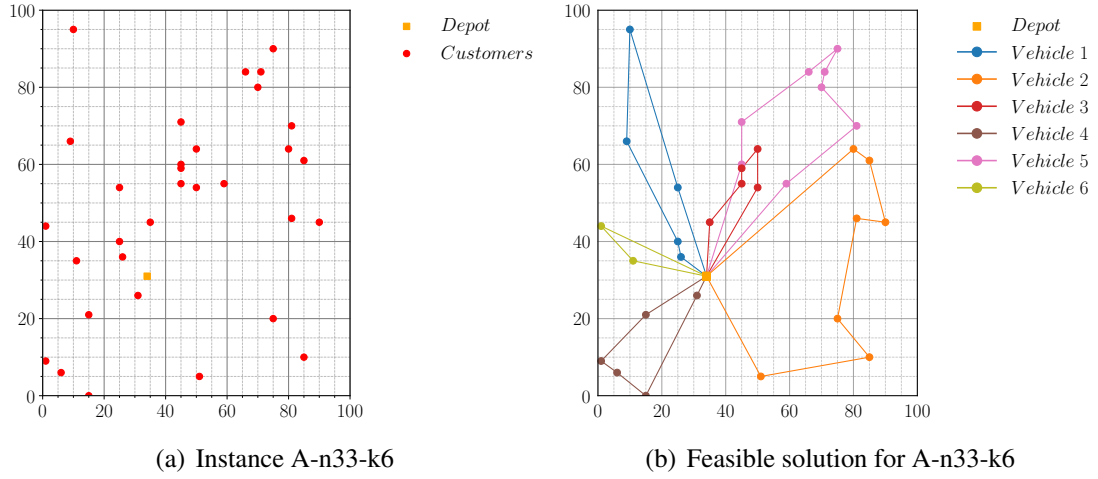 100
80
60
40
20
0
0 20 40 60 80 100
Depot
Customers
(a) Instance A-n33-k6
100
80
60
40
20
0
0 20 40 60 80 100
Depot
Vehicle 1
Vehicle 2
Vehicle 3
Vehicle 4
Vehicle 5
Vehicle 6
(b) Feasible solution for A-n33-k6